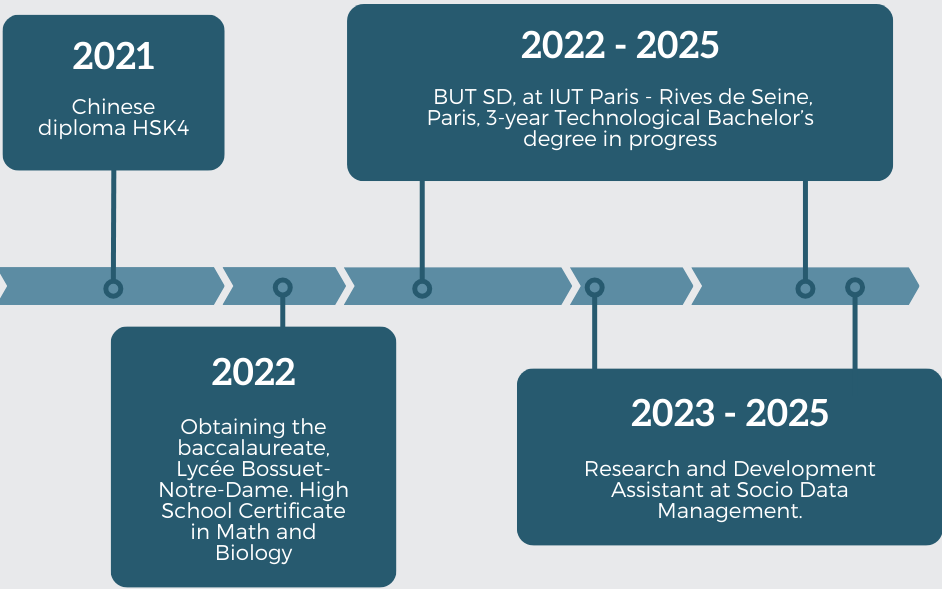 2021
Chinese
diploma HSK4
2022 - 2025
BUT SD, at IUT Paris - Rives de Seine,
Paris, 3-year Technological Bachelor’s
degree in progress
2022
Obtaining the
baccalaureate,
Lycée Bossuet-
Notre-Dame. High
School Certificate
in Math and
Biology
2023 - 2025
Research and Development
Assistant at Socio Data
Management.